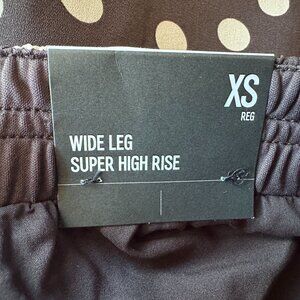 XS
REG
WIDE LEG
SUPER HIGH RISE